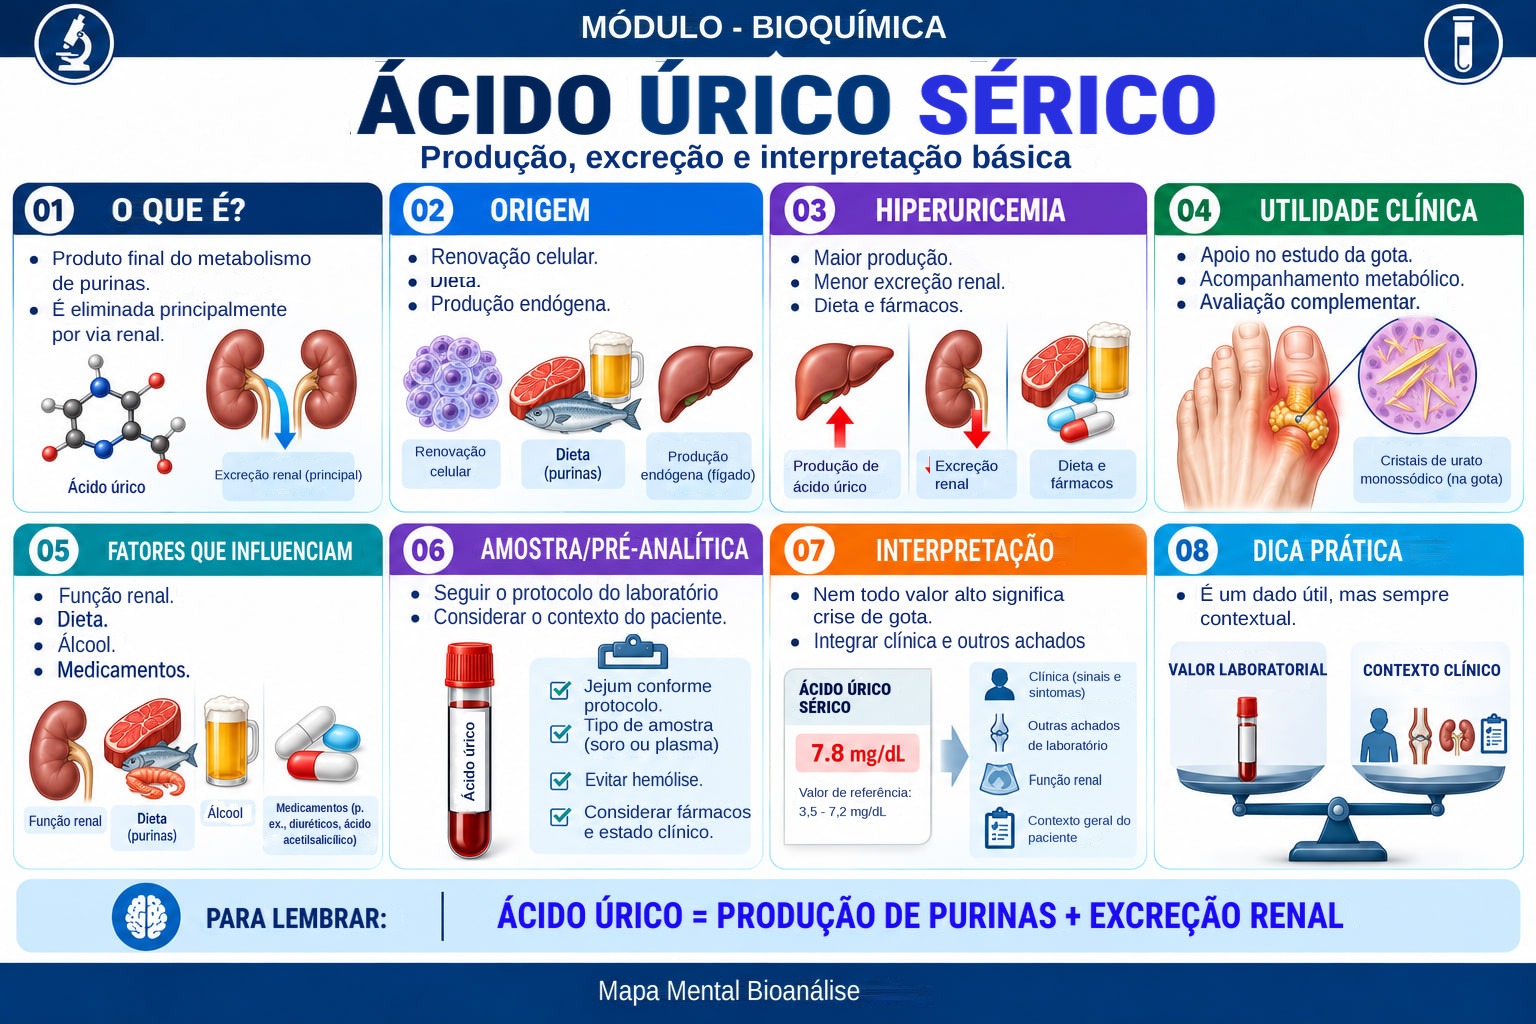 MÓDULO - BIOQUÍMICA
ÁCIDO ÚRICO SÉRICO
Produção, excreção e interpretação básica
01 O QUE É?
• Produto final do metabolismo
de purinas.
• É eliminada principalmente
por via renal.
Ácido úrico
Excreção renal (principal)
02 ORIGEM
• Renovação celular.
• Dieta.
• Produção endógena.
Renovação
celular
Dieta
(purinas)
Produção
endógena (fígado)
03 HIPERURICEMIA
• Maior produção.
• Menor excreção renal.
• Dieta e fármacos.
Produção de
ácido úrico
Excreção
renal
Dieta e
fármacos
04 UTILIDADE CLÍNICA
• Apoio no estudo da gota.
• Acompanhamento metabólico.
• Avaliação complementar.
Cristais de urato
monossódico (na gota)
05 FATORES QUE INFLUENCIAM
• Função renal.
• Dieta.
• Álcool.
• Medicamentos.
Função renal
Dieta
(purinas)
Álcool
Medicamentos (p.
ex., diuréticos, ácido
acetilsalicílico)
06 AMOSTRA/PRÉ-ANALÍTICA
• Seguir o protocolo do laboratório
• Considerar o contexto do paciente.
Ácido úrico
Jejum conforme
protocolo.
Tipo de amostra
(soro ou plasma)
Evitar hemólise.
Considerar fármacos
e estado clínico.
07 INTERPRETAÇÃO
• Nem todo valor alto significa
crise de gota.
• Integrar clínica e outros achados
ÁCIDO ÚRICO
SÉRICO
7.8 mg/dL
Valor de referência:
3,5 - 7,2 mg/dL
Clínica (sinais e
sintomas)
Outras achados
de laboratório
Função renal
Contexto geral do
paciente
08 DICA PRÁTICA
• É um dado útil, mas sempre
contextual.
VALOR LABORATORIAL
CONTEXTO CLÍNICO
PARA LEMBRAR:
ÁCIDO ÚRICO = PRODUÇÃO DE PURINAS + EXCREÇÃO RENAL
Mapa Mental Bioanálise